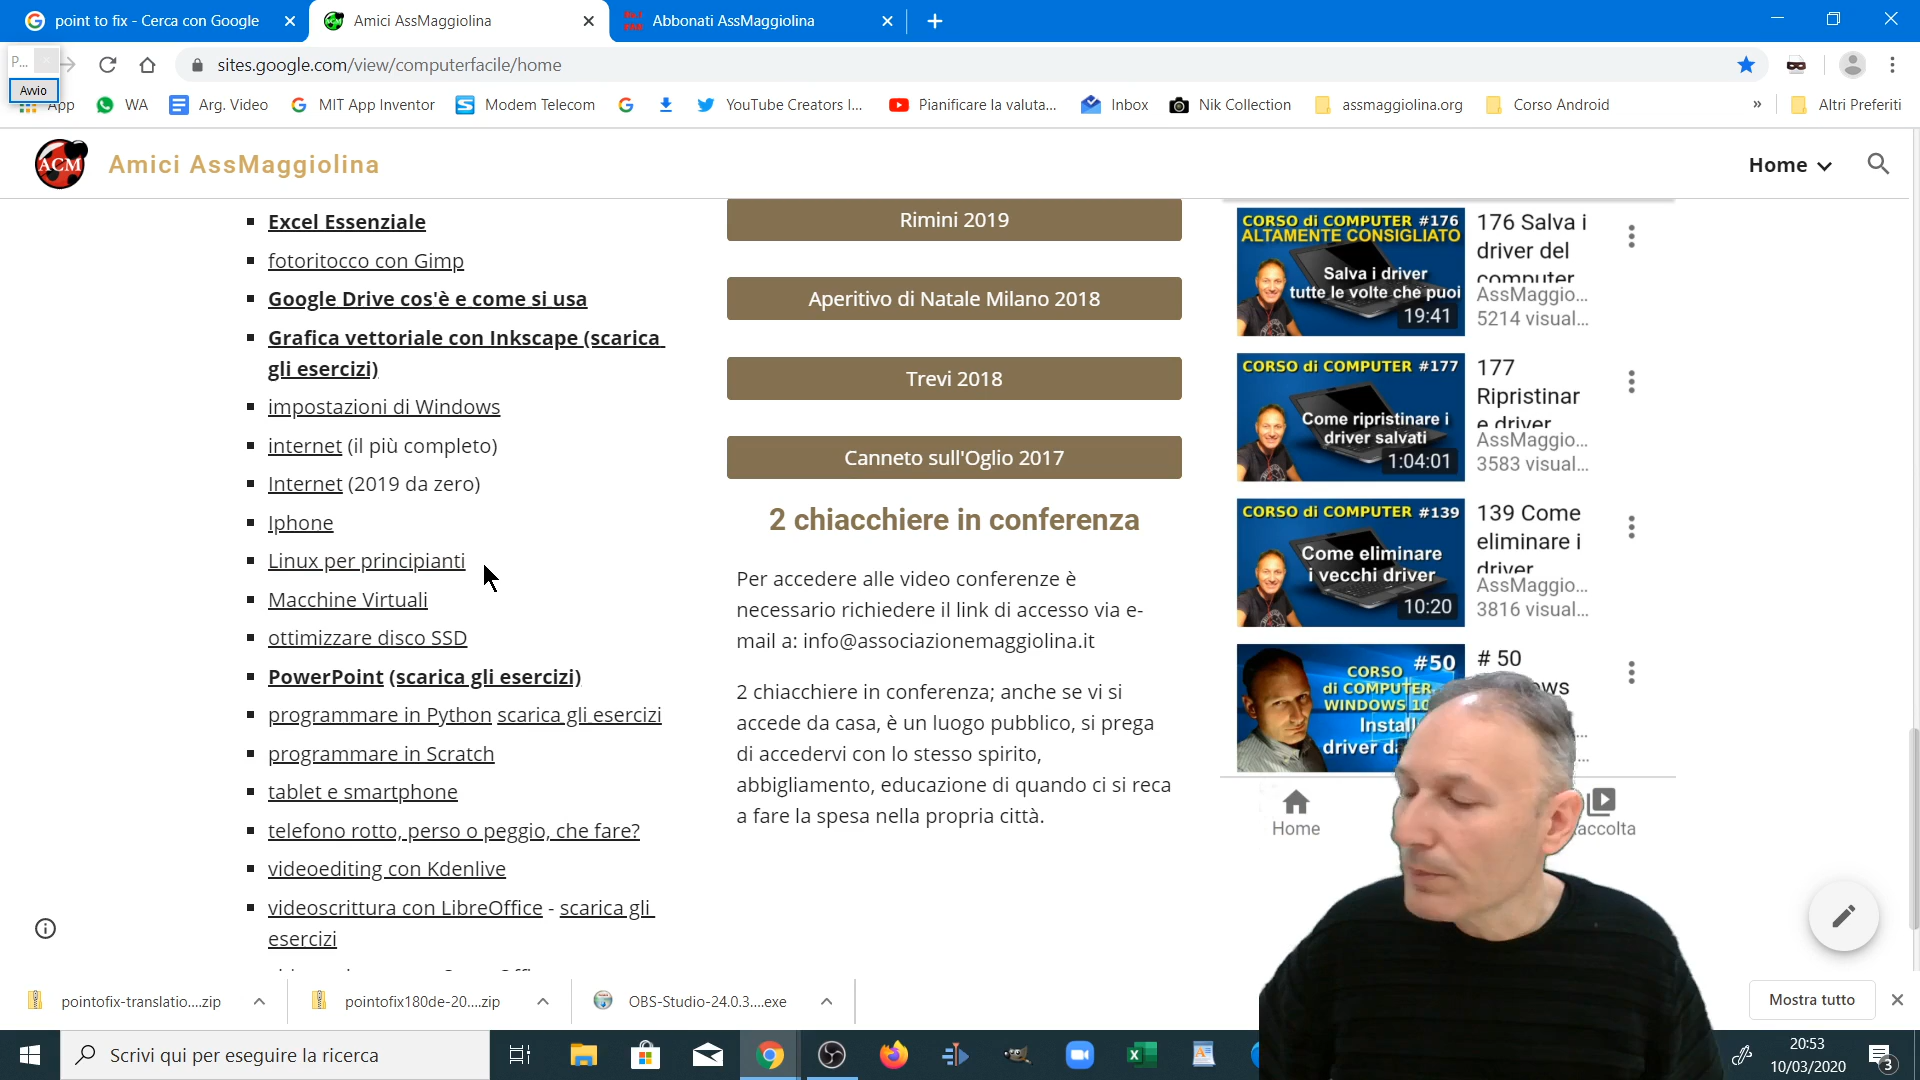 point to fix - Cerca con Google
Amici AssMaggiolina
Abbonati AssMaggiolina
P...
sites.google.com/view/computerfacile/home
Avvio
App
WA
Arg. Video
MIT App Inventor
Modem Telecom
YouTube Creators I...
Pianificare la valuta...
Inbox
Nik Collection
assmaggiolina.org
Corso Android
»
Altri Preferiti
ACM
Amici AssMaggiolina
Home
Excel Essenziale
fotoritocco con Gimp
Google Drive cos'è e come si usa
Grafica vettoriale con Inkscape (scarica
gli esercizi)
impostazioni di Windows
internet (il più completo)
Internet (2019 da zero)
Iphone
Linux per principianti
Macchine Virtuali
ottimizzare disco SSD
PowerPoint (scarica gli esercizi)
programmare in Python scarica gli esercizi
programmare in Scratch
tablet e smartphone
telefono rotto, perso o peggio, che fare?
videoediting con Kdenlive
videoscrittura con LibreOffice - scarica gli
esercizi
Rimini 2019
Aperitivo di Natale Milano 2018
Trevi 2018
Canneto sull'Oglio 2017
2 chiacchiere in conferenza
Per accedere alle video conferenze è
necessario richiedere il link di accesso via e-
mail a: info@associazionemaggiolina.it
2 chiacchiere in conferenza; anche se vi si
accede da casa, è un luogo pubblico, si prega
di accedervi con lo stesso spirito,
abbigliamento, educazione di quando ci si reca
a fare la spesa nella propria città.
CORSO di COMPUTER #176
ALTAMENTE CONSIGLIATO
Salva i driver
tutte le volte che puoi
19:41
176 Salva i
driver del
computer
AssMaggio...
5214 visual...
CORSO di COMPUTER #177
Come ripristinare i
driver salvati
1:04:01
177
Ripristinar
e driver
AssMaggio...
3583 visual...
CORSO di COMPUTER #139
Come eliminare
i vecchi driver
10:20
139 Come
eliminare i
driver
AssMaggio...
3816 visual...
CORSO #50
di COMPUTER
WINDOWS 10
Install
driver da
# 50
Home
accolta
pointofix-translatio....zip
pointofix180de-20....zip
OBS-Studio-24.0.3....exe
Mostra tutto
Scrivi qui per eseguire la ricerca
20:53
10/03/2020
3